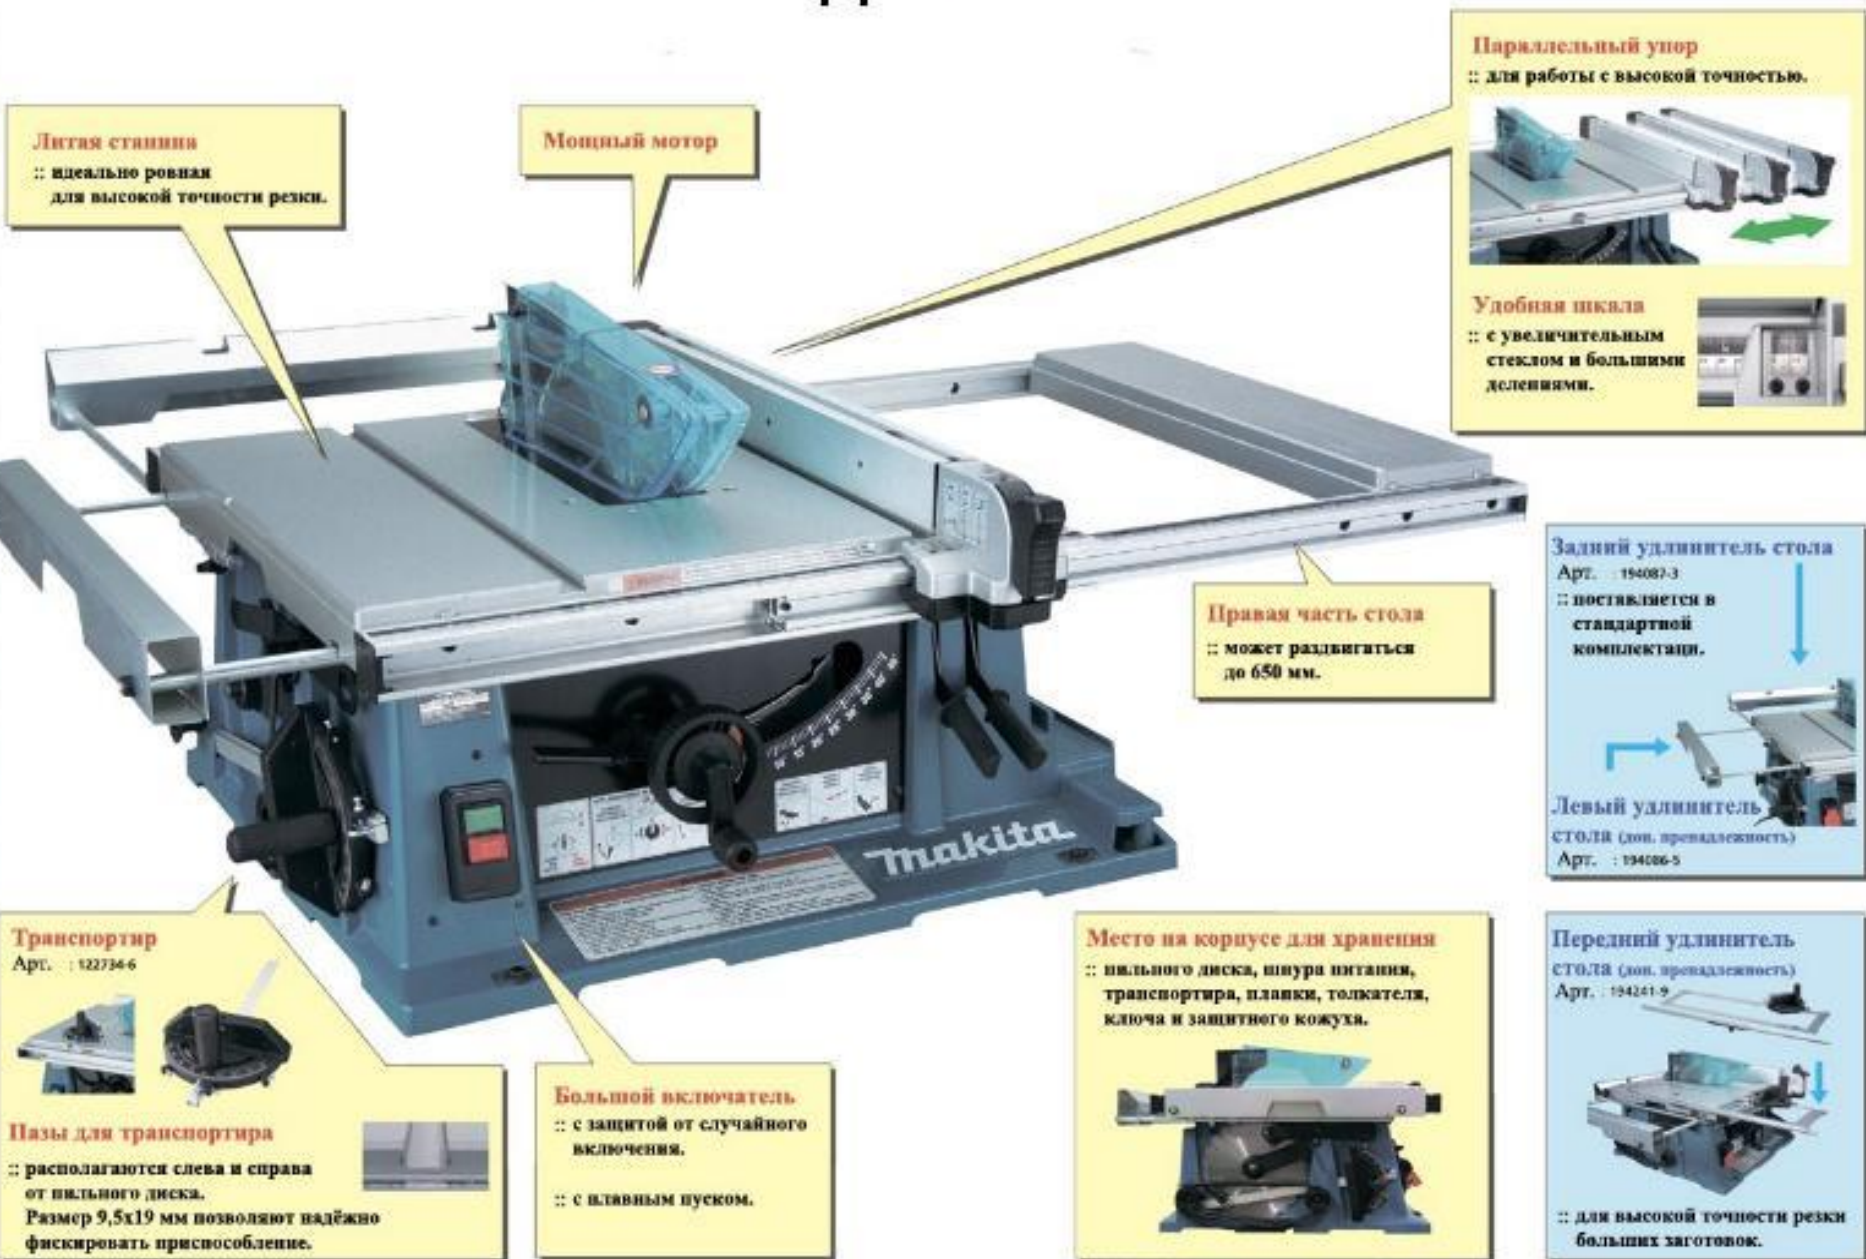 Литая станина
:: идеально ровная
для высокой точности резки.
Мощный мотор
Параллельный упор
:: для работы с высокой точностью.
Удобная шкала
:: с увеличительным
стеклом и большими
делениями.
Правая часть стола
:: может раздвигаться
до 650 мм.
Задний удлинитель стола
Арт. : 194087-3
:: поставляется в
стандартной
комплектаци.
Левый удлинитель
стола (доп. пренадлежность)
Арт. : 194086-5
makita
Транспортир
Арт. : 122734-6
Пазы для транспортира
:: располагаются слева и справа
от пильного диска.
Размер 9,5x19 мм позволяют надёжно
фискировать приспособление.
Большой включатель
:: с защитой от случайного
включения.
:: с плавным пуском.
Место на корпусе для хранения
:: пильного диска, шнура питания,
транспортира, планки, толкателя,
ключа и защитного кожуха.
Передний удлинитель
стола (доп. пренадлежность)
Арт. : 194241-9
:: для высокой точности резки
больших заготовок.